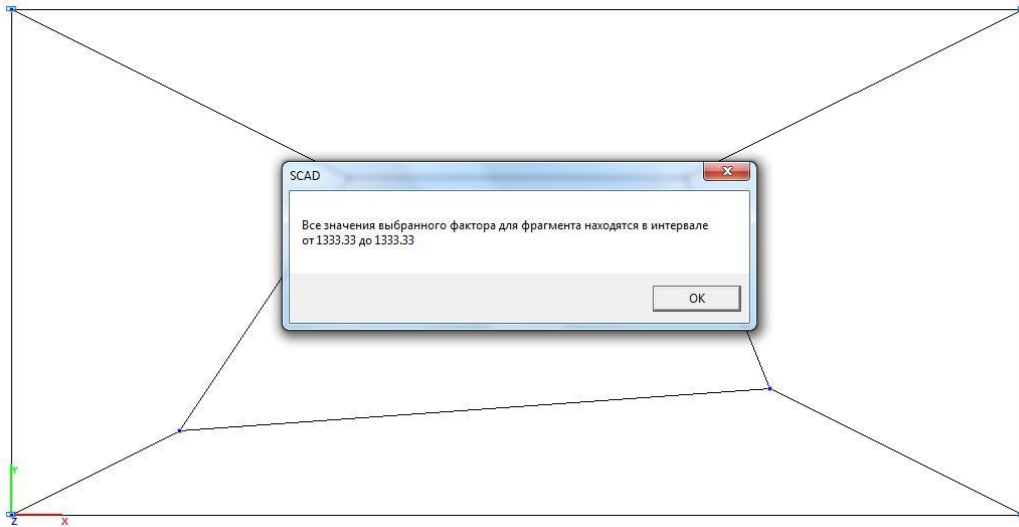 SCAD
Все значения выбранного фактора для фрагмента находятся в интервале
от 1333.33 до 1333.33
OK
Y
Z X